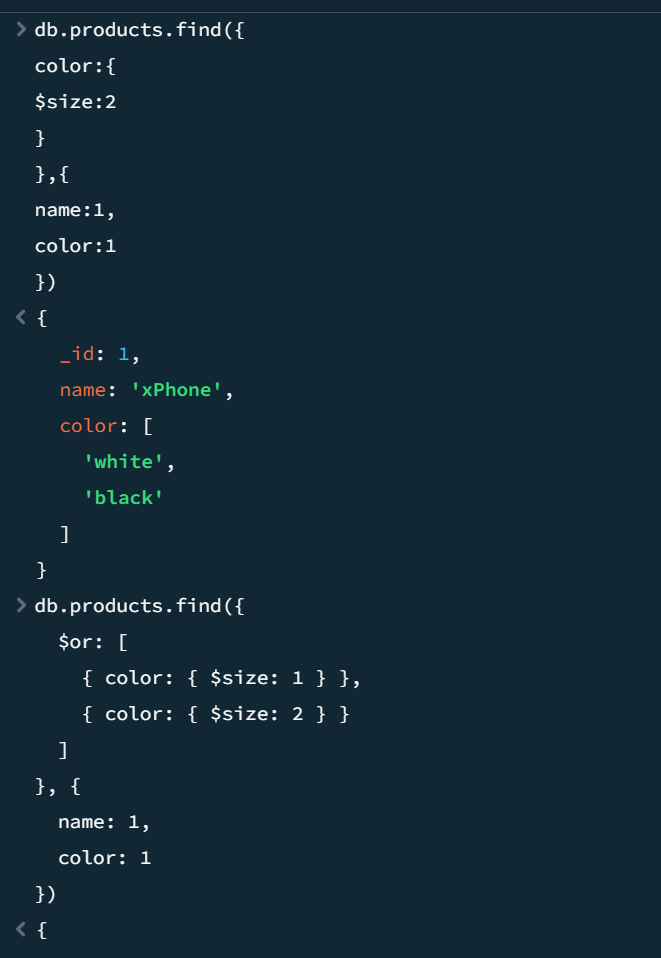 > db.products.find({
color:{
$size:2
}
},{
name:1,
color:1
})
< {
_id: 1,
name: 'xPhone',
color: [
'white',
'black'
]
}
> db.products.find({
$or: [
{ color: { $size: 1 } },
{ color: { $size: 2 } }
]
}, {
name: 1,
color: 1
})
< {